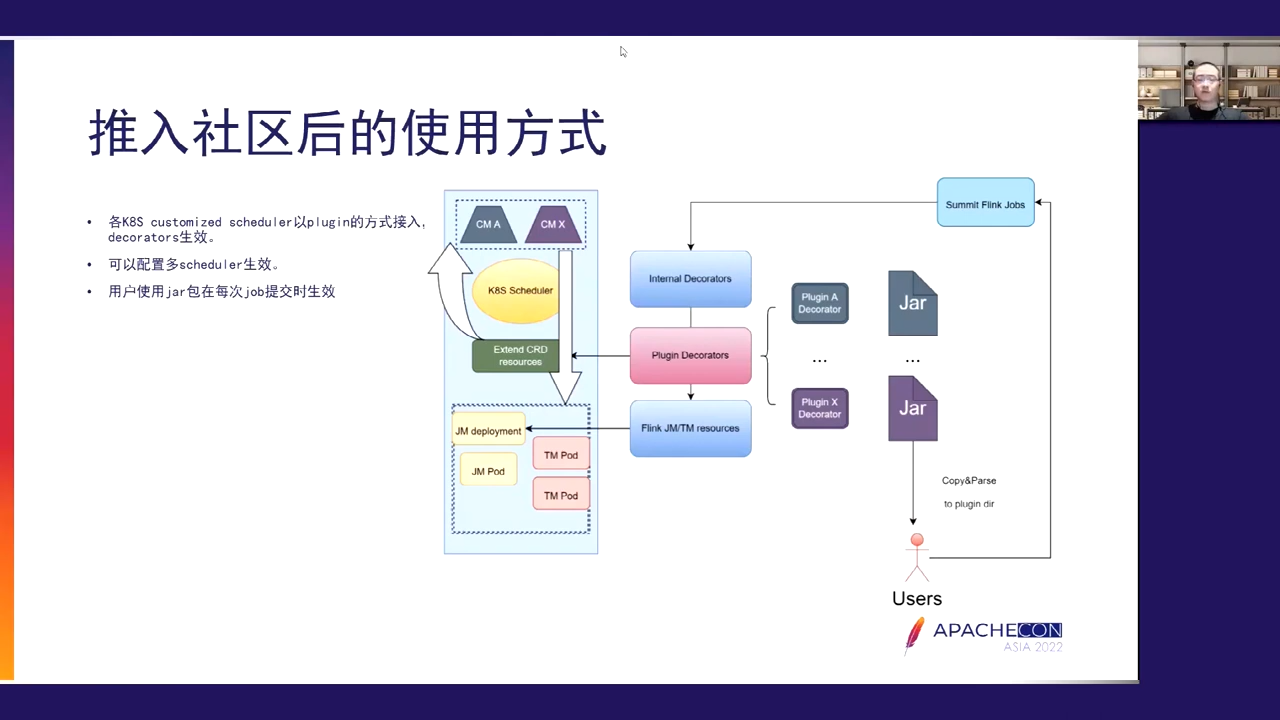 推入社区后的使用方式
• 各K8S customized scheduler以plugin的方式接入，
decorators生效。
• 可以配置多scheduler生效。
• 用户使用jar包在每次job提交时生效
CM A
CM X
K8S Scheduler
Extend CRD
resources
JM deployment
JM Pod
TM Pod
TM Pod
Internal Decorators
Plugin Decorators
Flink JM/TM resources
Plugin A
Decorator
...
Plugin X
Decorator
Summit Flink Jobs
Jar
...
Jar
Copy&Parse
to plugin dir
Users
APACHECON
ASIA 2022